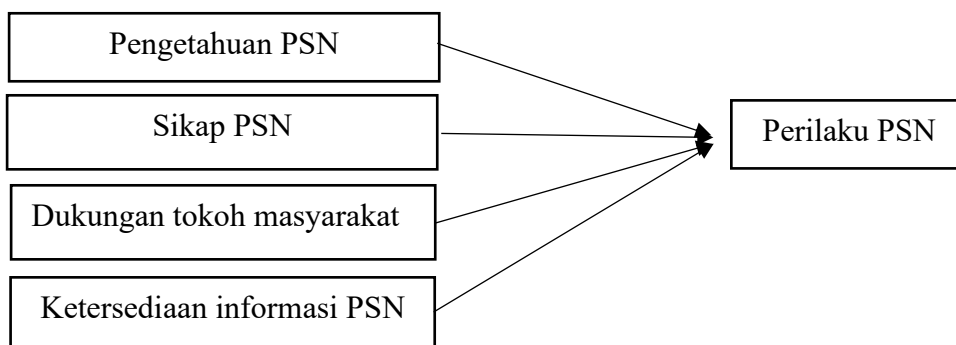 Pengetahuan PSN
Sikap PSN
Dukungan tokoh masyarakat
Ketersediaan informasi PSN
Perilaku PSN